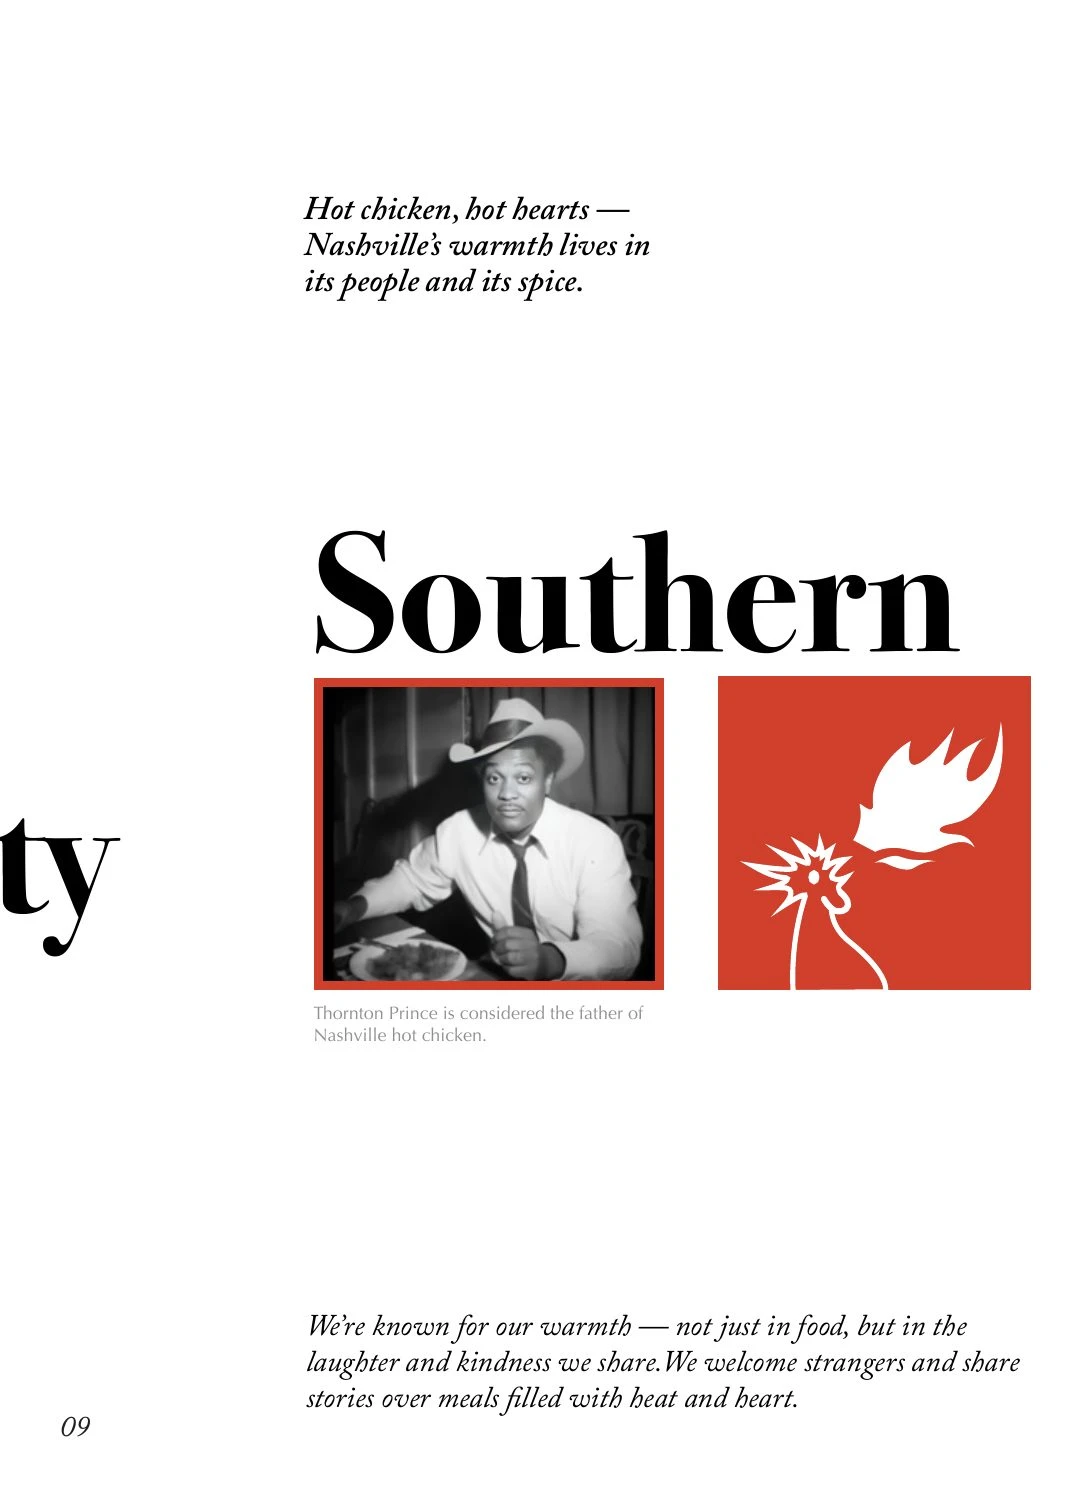 Hot chicken, hot hearts —
Nashville’s warmth lives in
its people and its spice.
Southern
ty
Thornton Prince is considered the father of
Nashville hot chicken.
We’re known for our warmth — not just in food, but in the
laughter and kindness we share.We welcome strangers and share
stories over meals filled with heat and heart.
09